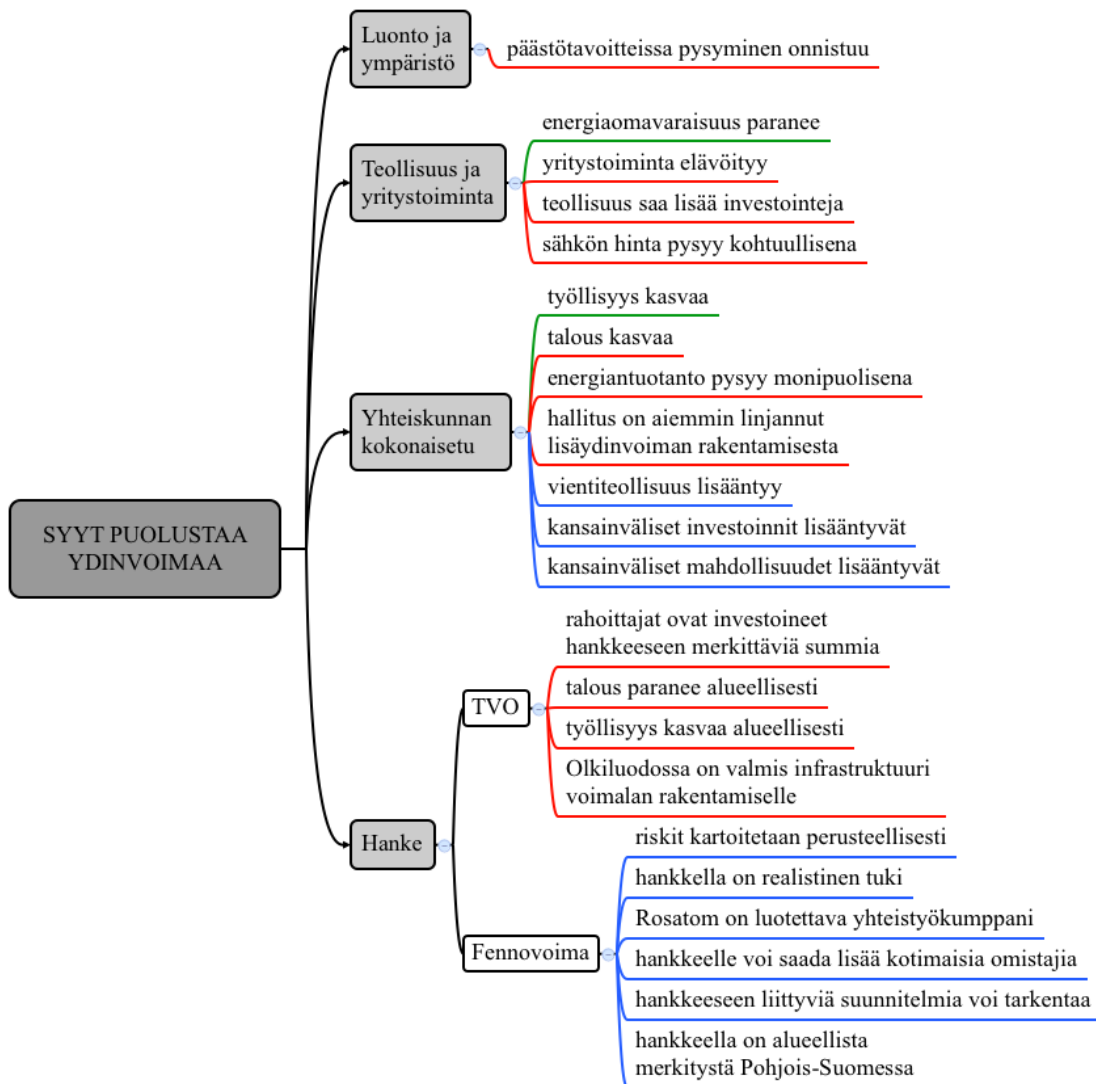 Luonto ja
ympäristö
päästötavoitteissa pysyminen onnistuu
Teollisuus ja
yritystoiminta
energiaomavaraisuus paranee
yritystoiminta elävöityy
teollisuus saa lisää investointeja
sähkön hinta pysyy kohtuullisena
Yhteiskunnan
kokonaisetu
työllisyys kasvaa
talous kasvaa
energiantuotanto pysyy monipuolisena
hallitus on aiemmin linjannut
lisäydinvoiman rakentamisesta
vientiteollisuus lisääntyy
kansainväliset investoinnit lisääntyvät
kansainväliset mahdollisuudet lisääntyvät
SYYT PUOLUSTAA
YDINVOIMAA
Hanke
TVO
rahoittajat ovat investoineet
hankkeeseen merkittäviä summia
talous paranee alueellisesti
työllisyys kasvaa alueellisesti
Olkiluodossa on valmis infrastruktuuri
voimalan rakentamiselle
Fennovoima
riskit kartoitetaan perusteellisesti
hankkella on realistinen tuki
Rosatom on luotettava yhteistyökumppani
hankkeelle voi saada lisää kotimaisia omistajia
hankkeeseen liittyviä suunnitelmia voi tarkentaa
hankkeella on alueellista
merkitystä Pohjois-Suomessa